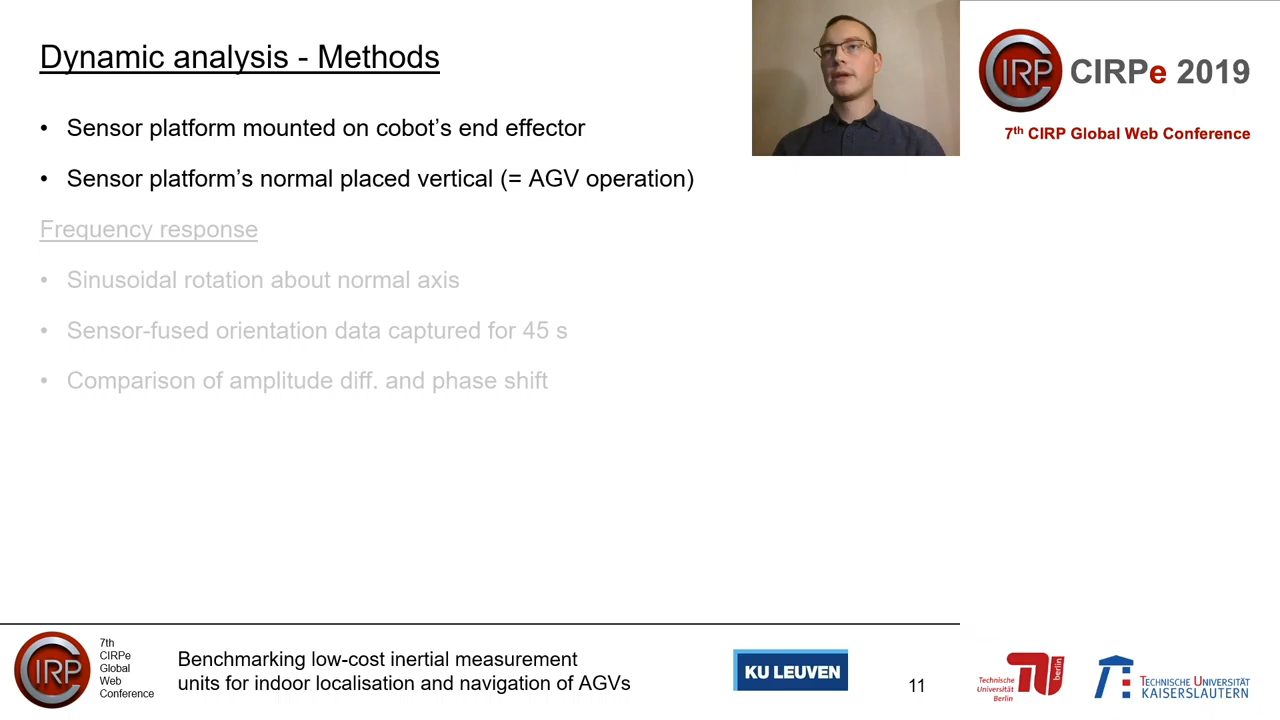 Dynamic analysis - Methods
• Sensor platform mounted on cobot’s end effector
• Sensor platform’s normal placed vertical (= AGV operation)
Frequency response
• Sinusoidal rotation about normal axis
• Sensor-fused orientation data captured for 45 s
• Comparison of amplitude diff. and phase shift
CIRP
CIRPe 2019
7th CIRP Global Web Conference
CIRP
7th
CIRPe
Global
Web
Conference
Benchmarking low-cost inertial measurement
units for indoor localisation and navigation of AGVs
KU LEUVEN
11
Technische
Universität
Berlin
berlin
TECHNISCHE UNIVERSITÄT
KAISERSLAUTERN